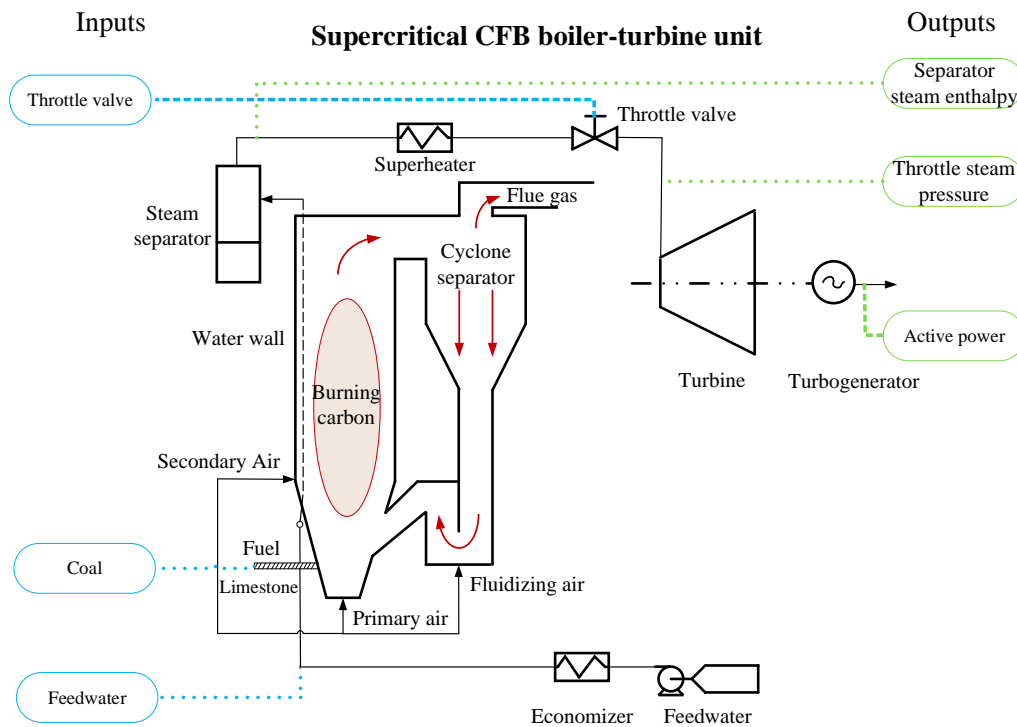 Inputs
Supercritical CFB boiler-turbine unit
Outputs
Throttle valve
Separator
steam enthalpy
Throttle valve
Superheater
Throttle steam
pressure
Flue gas
Steam
separator
Cyclone
separator
Water wall
Active power
Turbine
Turbogenerator
Burning
carbon
Secondary Air
Fuel
Coal
Limestone
Fluidizing air
Primary air
Feedwater
Economizer
Feedwater